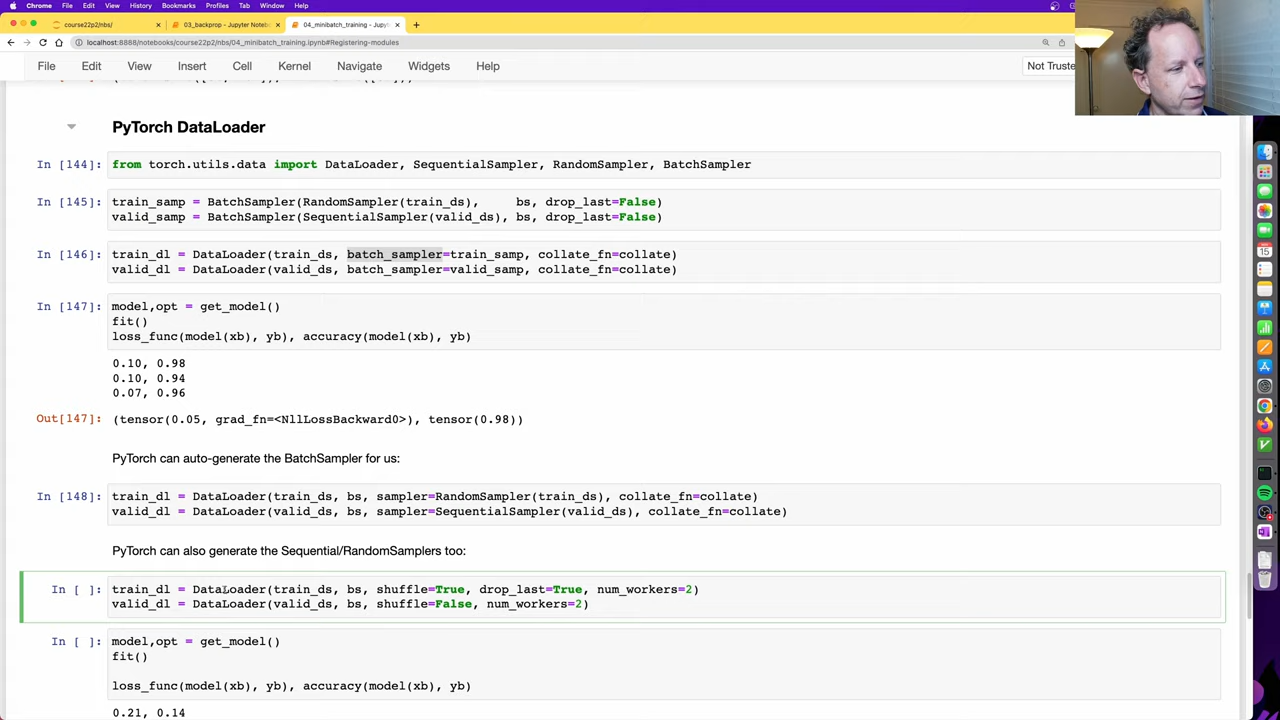 Chrome File Edit View History Bookmarks Profiles Tab Window Help
course22p2/nbs/ 03_backprop - Jupyter Noteb 04_minibatch_training - Jupyt
localhost:8888/notebooks/course22p2/nbs/04_minibatch_training.ipynb#Registering-modules
File Edit View Insert Cell Kernel Navigate Widgets Help Not Truste
PyTorch DataLoader
In [144]: from torch.utils.data import DataLoader, SequentialSampler, RandomSampler, BatchSampler
In [145]: train_samp = BatchSampler(RandomSampler(train_ds), bs, drop_last=False)
valid_samp = BatchSampler(SequentialSampler(valid_ds), bs, drop_last=False)
In [146]: train_dl = DataLoader(train_ds, batch_sampler=train_samp, collate_fn=collate)
valid_dl = DataLoader(valid_ds, batch_sampler=valid_samp, collate_fn=collate)
In [147]: model,opt = get_model()
fit()
loss_func(model(xb), yb), accuracy(model(xb), yb)
0.10, 0.98
0.10, 0.94
0.07, 0.96
Out[147]: (tensor(0.05, grad_fn=<NllLossBackward0>), tensor(0.98))
PyTorch can auto-generate the BatchSampler for us:
In [148]: train_dl = DataLoader(train_ds, bs, sampler=RandomSampler(train_ds), collate_fn=collate)
valid_dl = DataLoader(valid_ds, bs, sampler=SequentialSampler(valid_ds), collate_fn=collate)
PyTorch can also generate the Sequential/RandomSamplers too:
In [ ]: train_dl = DataLoader(train_ds, bs, shuffle=True, drop_last=True, num_workers=2)
valid_dl = DataLoader(valid_ds, bs, shuffle=False, num_workers=2)
In [ ]: model,opt = get_model()
fit()
loss_func(model(xb), yb), accuracy(model(xb), yb)
0.21, 0.14